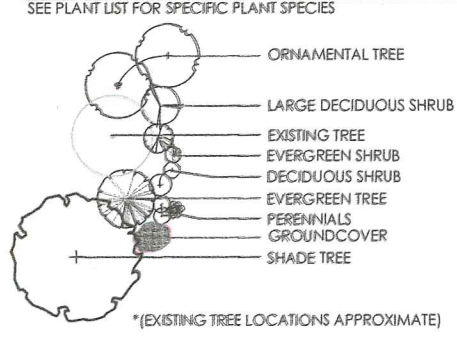 SEE PLANT LIST FOR SPECIFIC PLANT SPECIES
ORNAMENTAL TREE
LARGE DECIDUOUS SHRUB
EXISTING TREE
EVERGREEN SHRUB
DECIDUOUS SHRUB
EVERGREEN TREE
PERENNIALS
GROUNDCOVER
SHADE TREE
*(EXISTING TREE LOCATIONS APPROXIMATE)